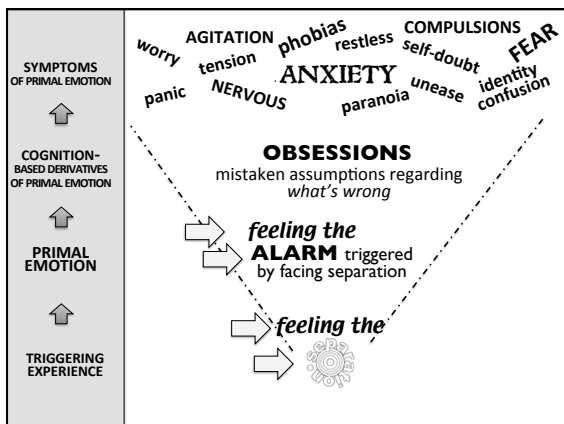 SYMPTOMS
OF PRIMAL EMOTION
COGNITION-
BASED DERIVATIVES
OF PRIMAL EMOTION
PRIMAL
EMOTION
TRIGGERING
EXPERIENCE
worry
AGITATION
phobias
COMPULSIONS
tension
restless
self-doubt
FEAR
ANXIETY
panic
NERVOUS
paranoia
unease
identity
confusion
OBSESSIONS
mistaken assumptions regarding
what's wrong
feeling the
ALARM triggered
by facing separation
feeling the
separation